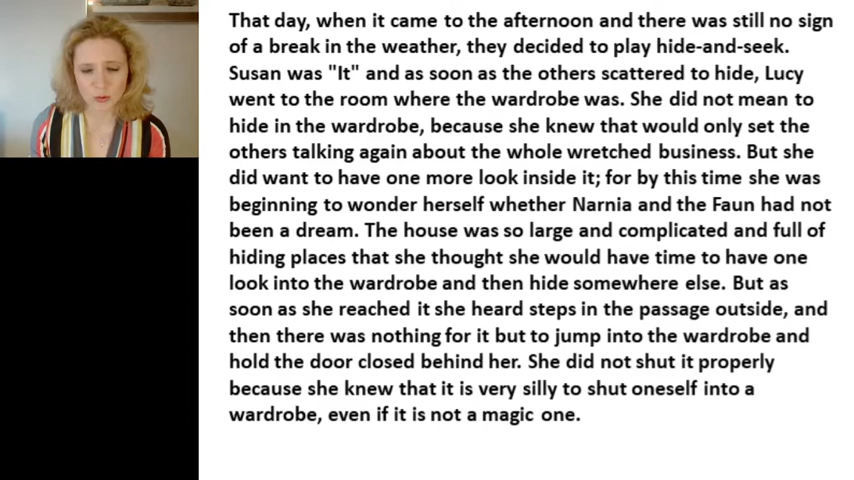 That day, when it came to the afternoon and there was still no sign
of a break in the weather, they decided to play hide-and-seek.
Susan was "It" and as soon as the others scattered to hide, Lucy
went to the room where the wardrobe was. She did not mean to
hide in the wardrobe, because she knew that would only set the
others talking again about the whole wretched business. But she
did want to have one more look inside it; for by this time she was
beginning to wonder herself whether Narnia and the Faun had not
been a dream. The house was so large and complicated and full of
hiding places that she thought she would have time to have one
look into the wardrobe and then hide somewhere else. But as
soon as she reached it she heard steps in the passage outside, and
then there was nothing for it but to jump into the wardrobe and
hold the door closed behind her. She did not shut it properly
because she knew that it is very silly to shut oneself into a
wardrobe, even if it is not a magic one.